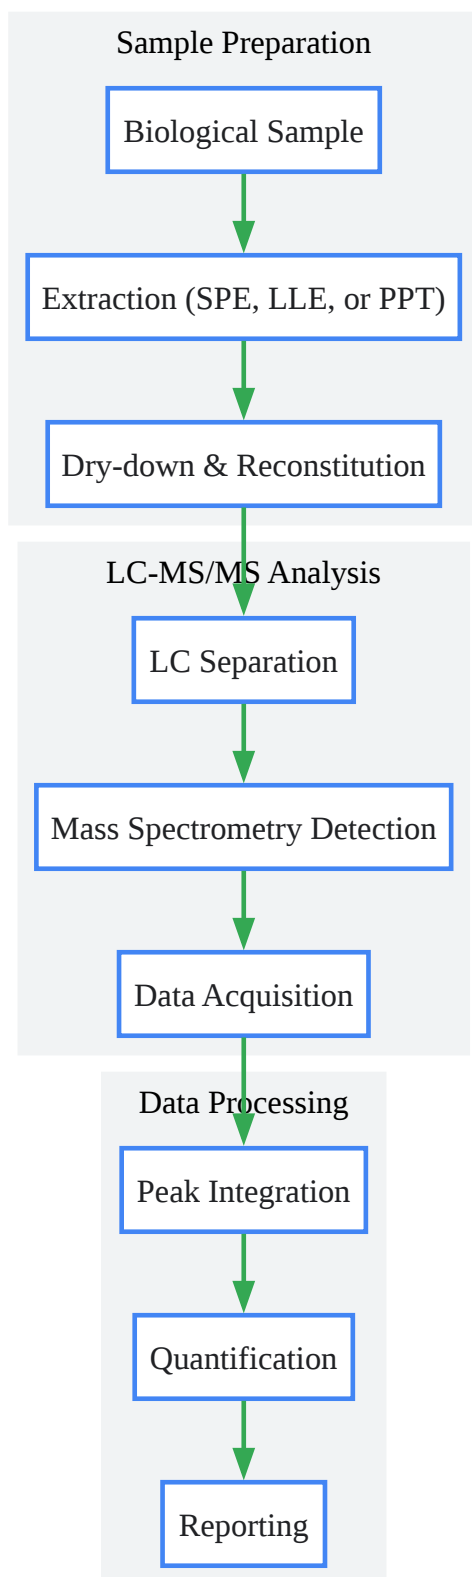 Sample Preparation
Biological Sample
Extraction (SPE, LLE, or PPT)
Dry-down & Reconstitution
LC-MS/MS Analysis
LC Separation
Mass Spectrometry Detection
Data Acquisition
Data Processing
Peak Integration
Quantification
Reporting